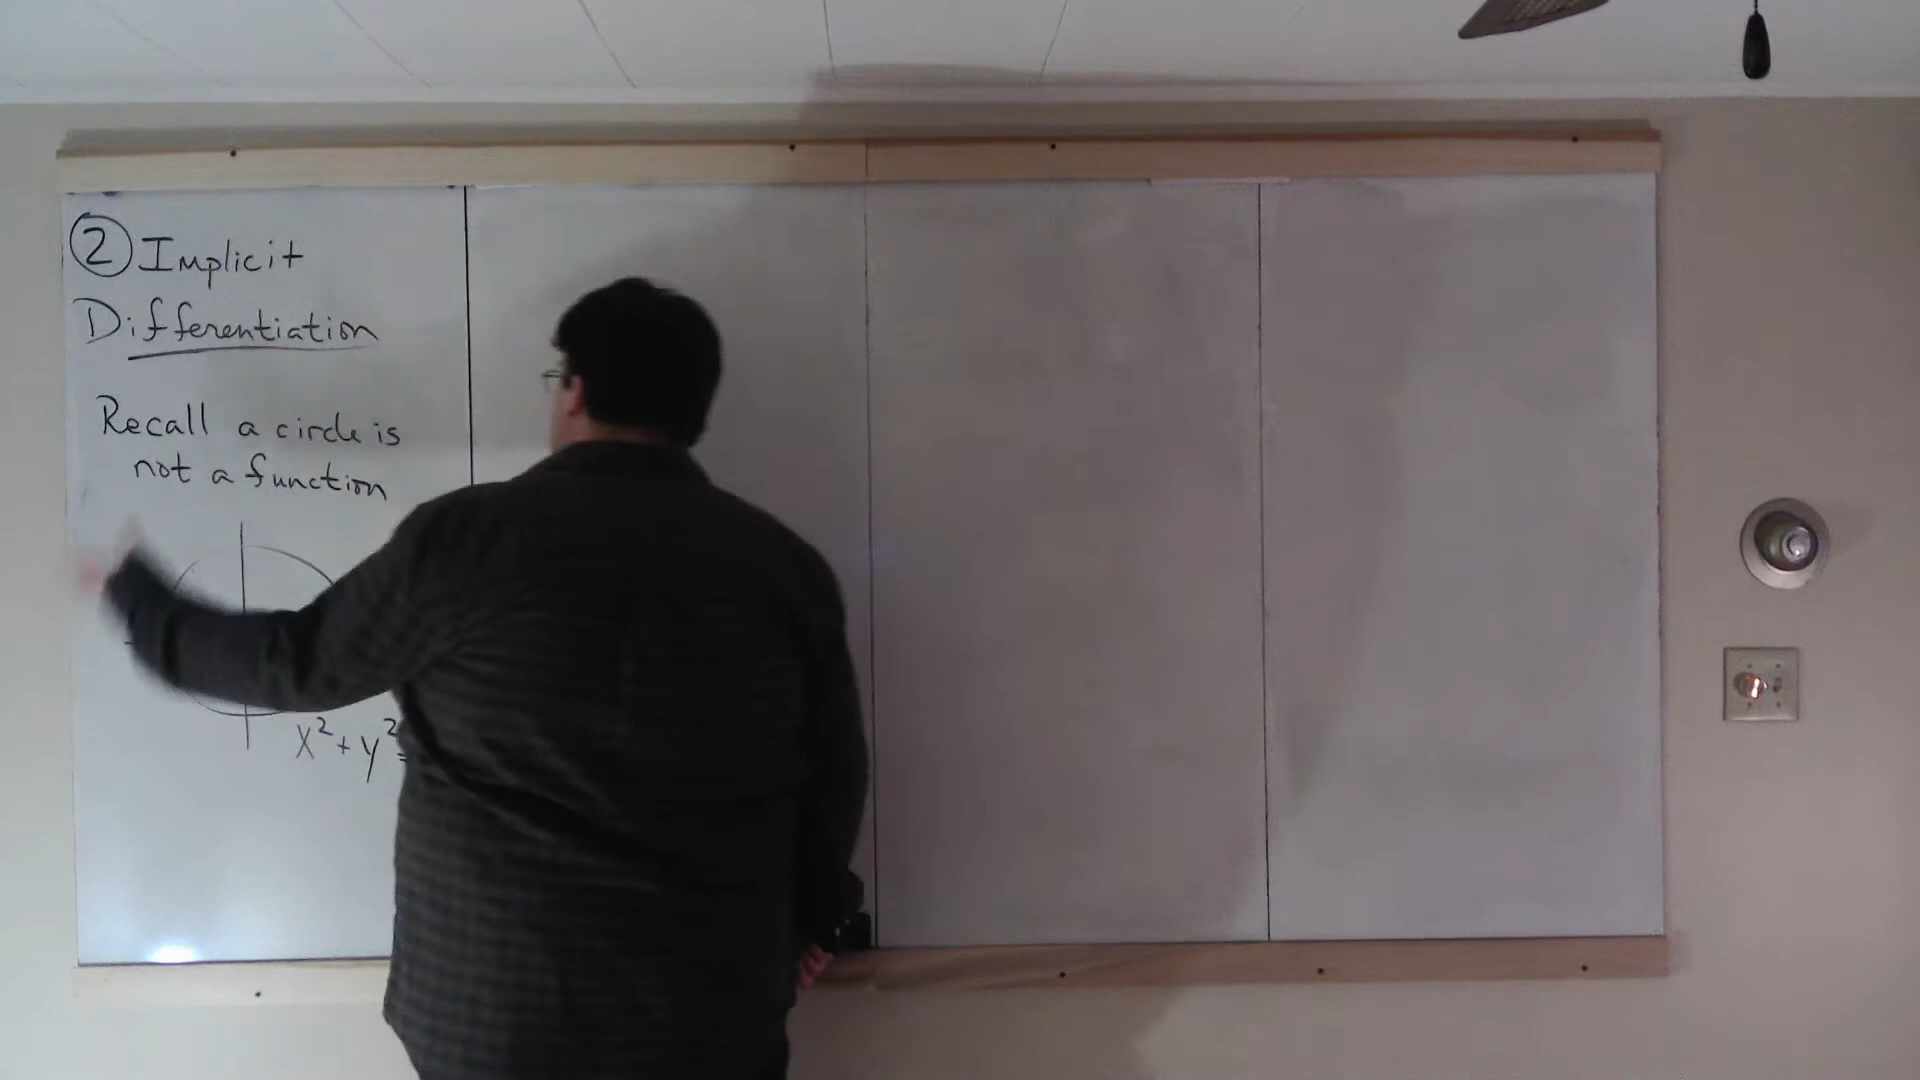 ② Implicit
Differentiation
Recall a circle is
not a function
x² + y² =